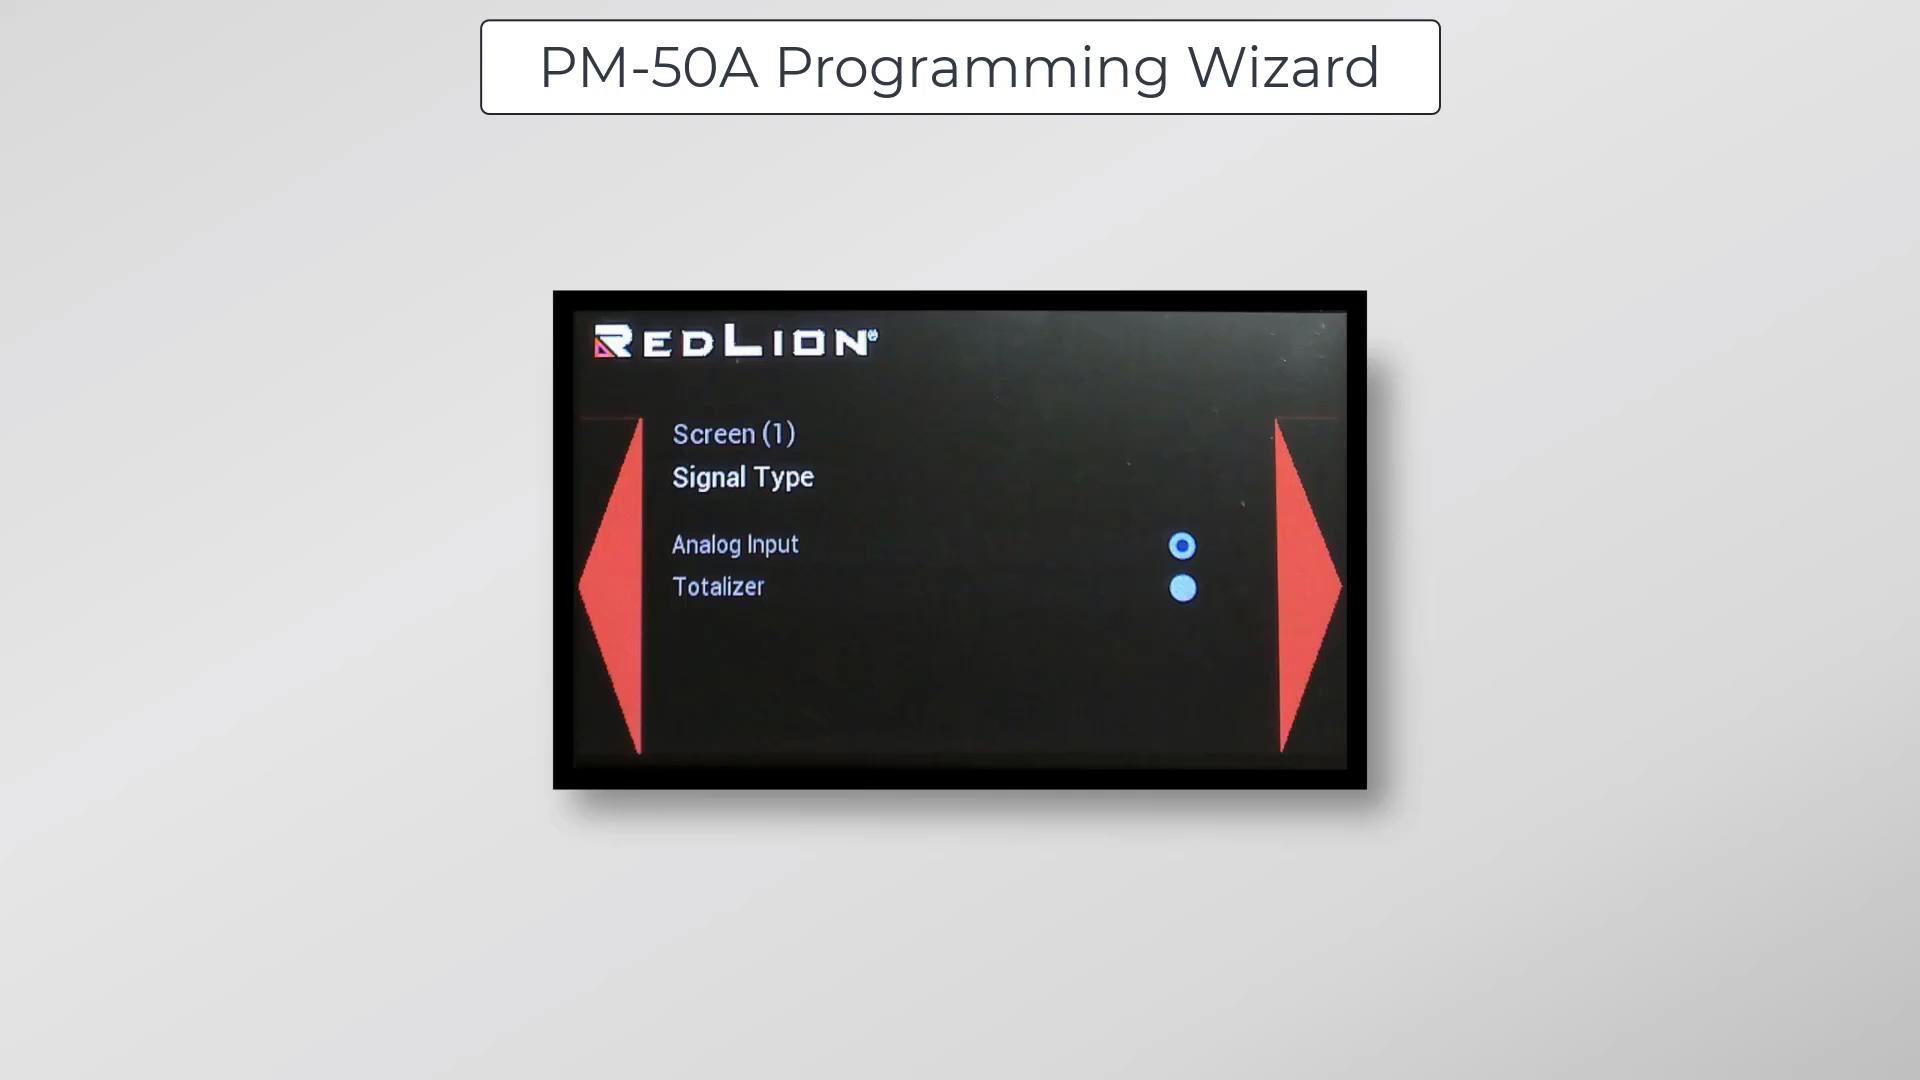 PM-50A Programming Wizard
REDLION®
Screen (1)
Signal Type
Analog Input
Totalizer